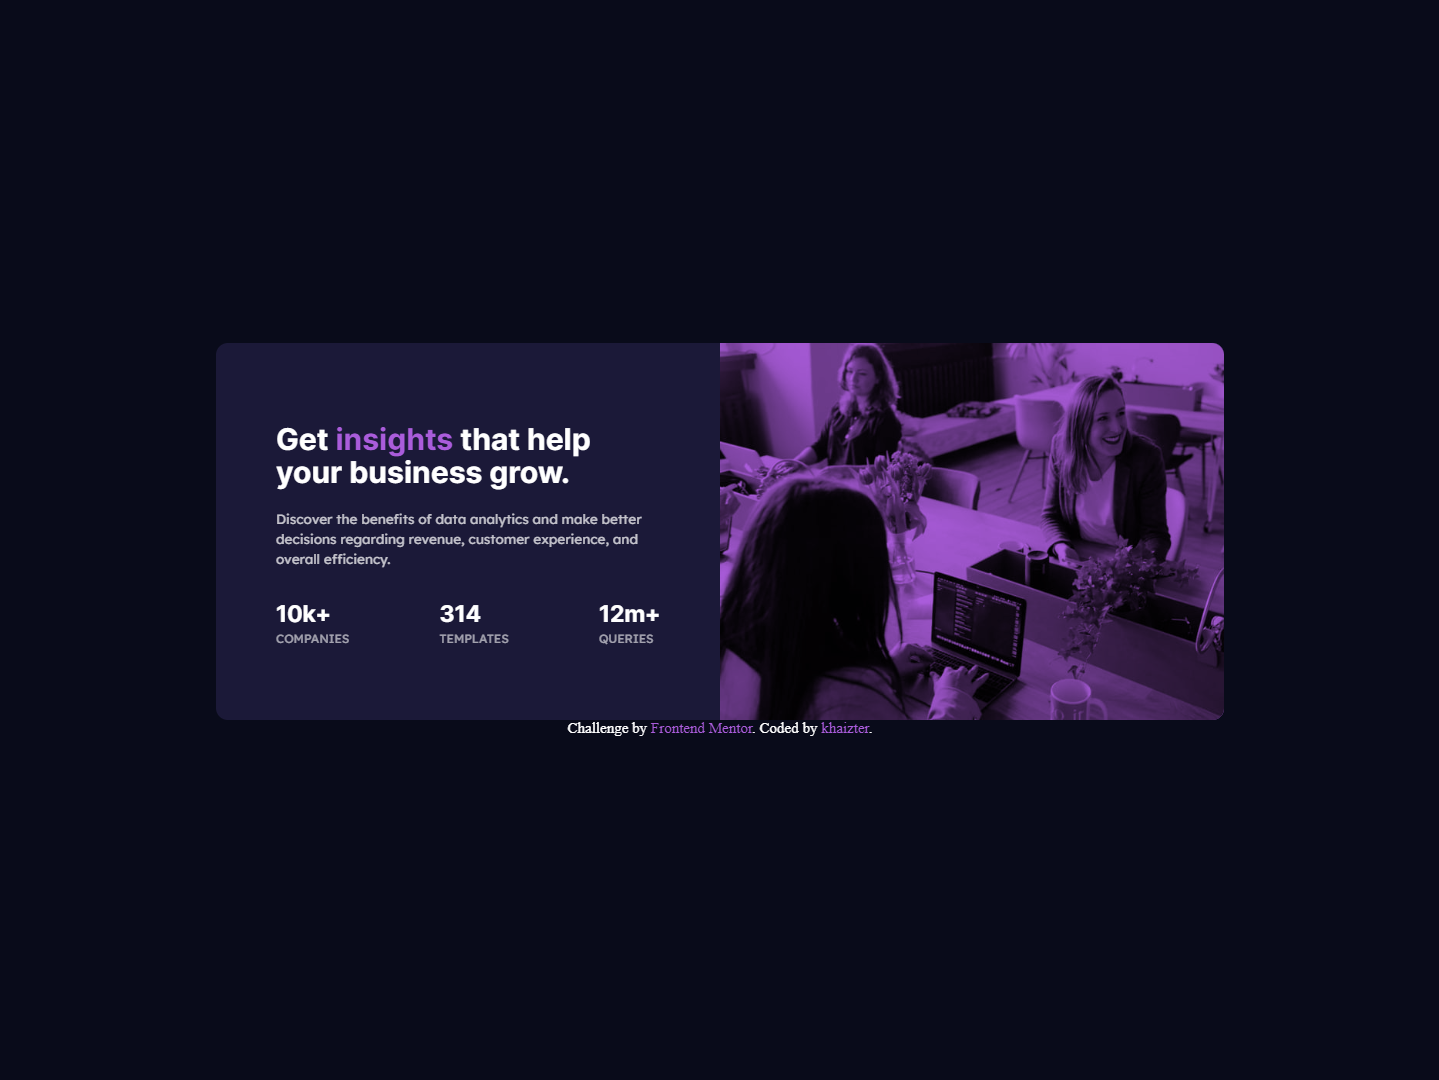 Get insights that help
your business grow.
Discover the benefits of data analytics and make better
decisions regarding revenue, customer experience, and
overall efficiency.
10k+ 314 12m+
COMPANIES TEMPLATES QUERIES
Challenge by Frontend Mentor. Coded by khaizter.